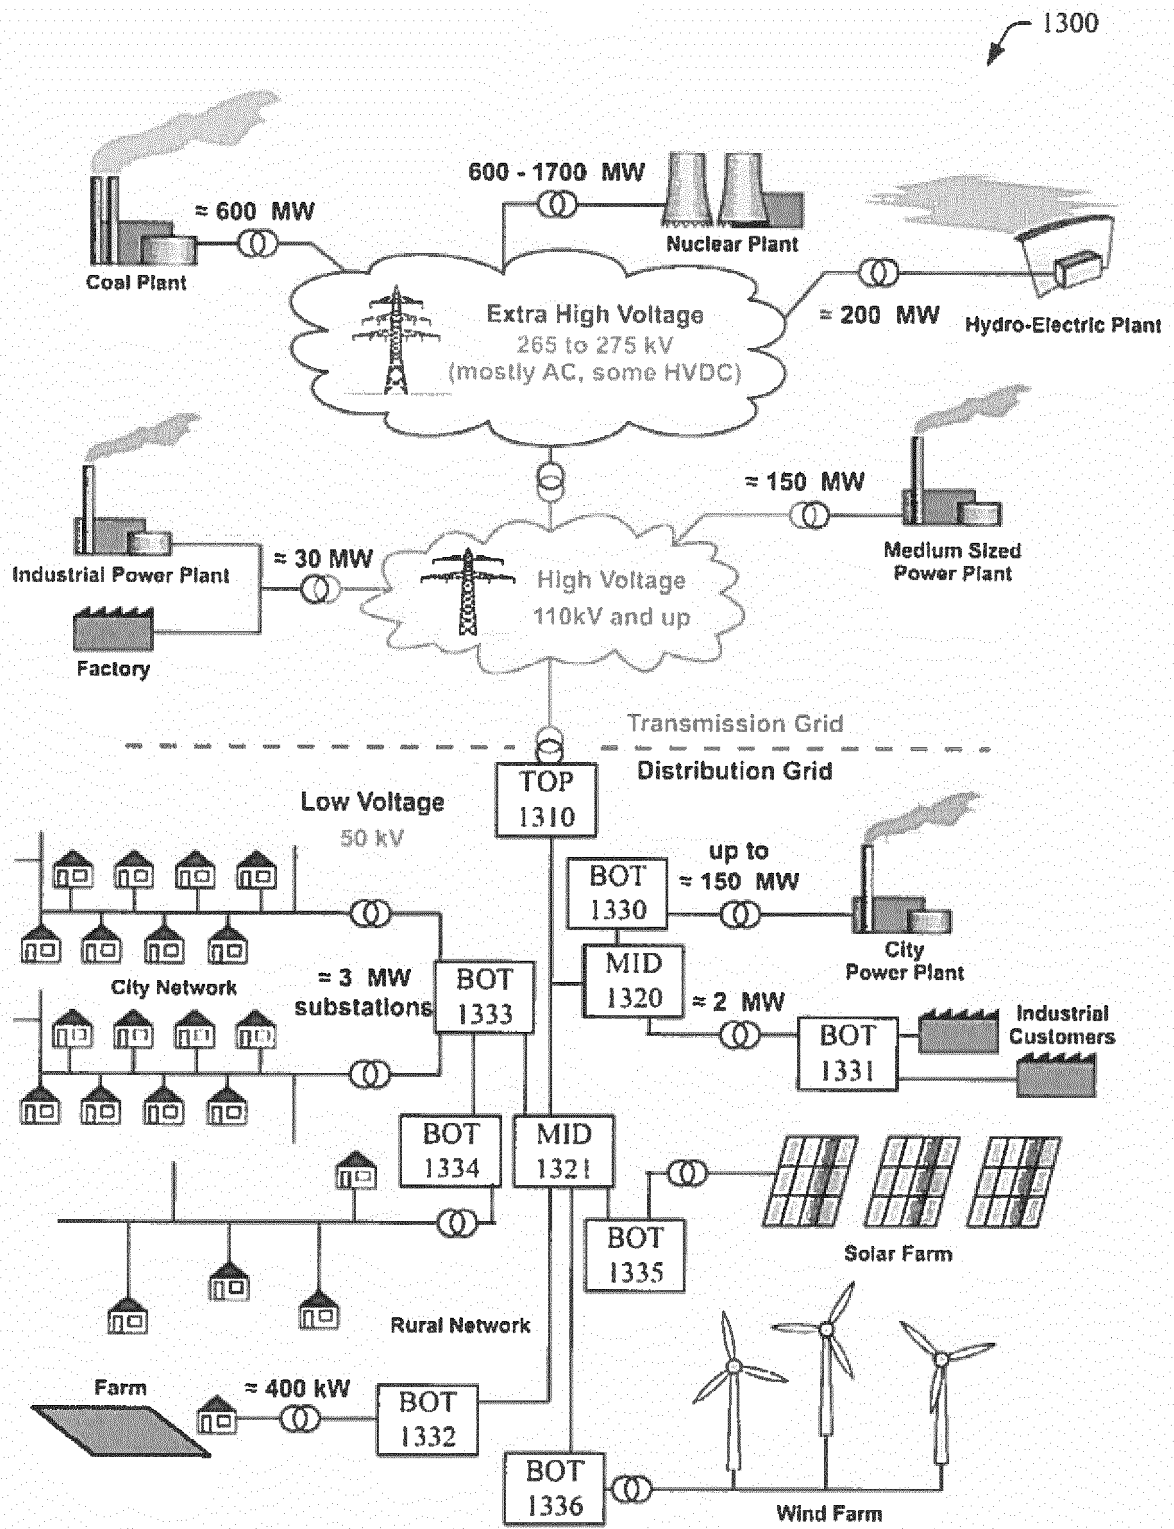 1300
600 - 1700 MW
≈ 600 MW
Nuclear Plant
Coal Plant
Extra High Voltage
265 to 275 kV
(mostly AC, some HVDC)
≈ 200 MW
Hydro-Electric Plant
≈ 150 MW
Medium Sized
Power Plant
≈ 30 MW
Industrial Power Plant
High Voltage
110kV and up
Factory
Transmission Grid
Distribution Grid
TOP
1310
Low Voltage
50 kV
BOT
1330
up to
≈ 150 MW
City
Power Plant
MID
1320
≈ 2 MW
City Network
≈ 3 MW
substations
BOT
1333
BOT
1331
Industrial
Customers
BOT
1334
MID
1321
BOT
1335
Solar Farm
Rural Network
Farm
≈ 400 kW
BOT
1332
BOT
1336
Wind Farm